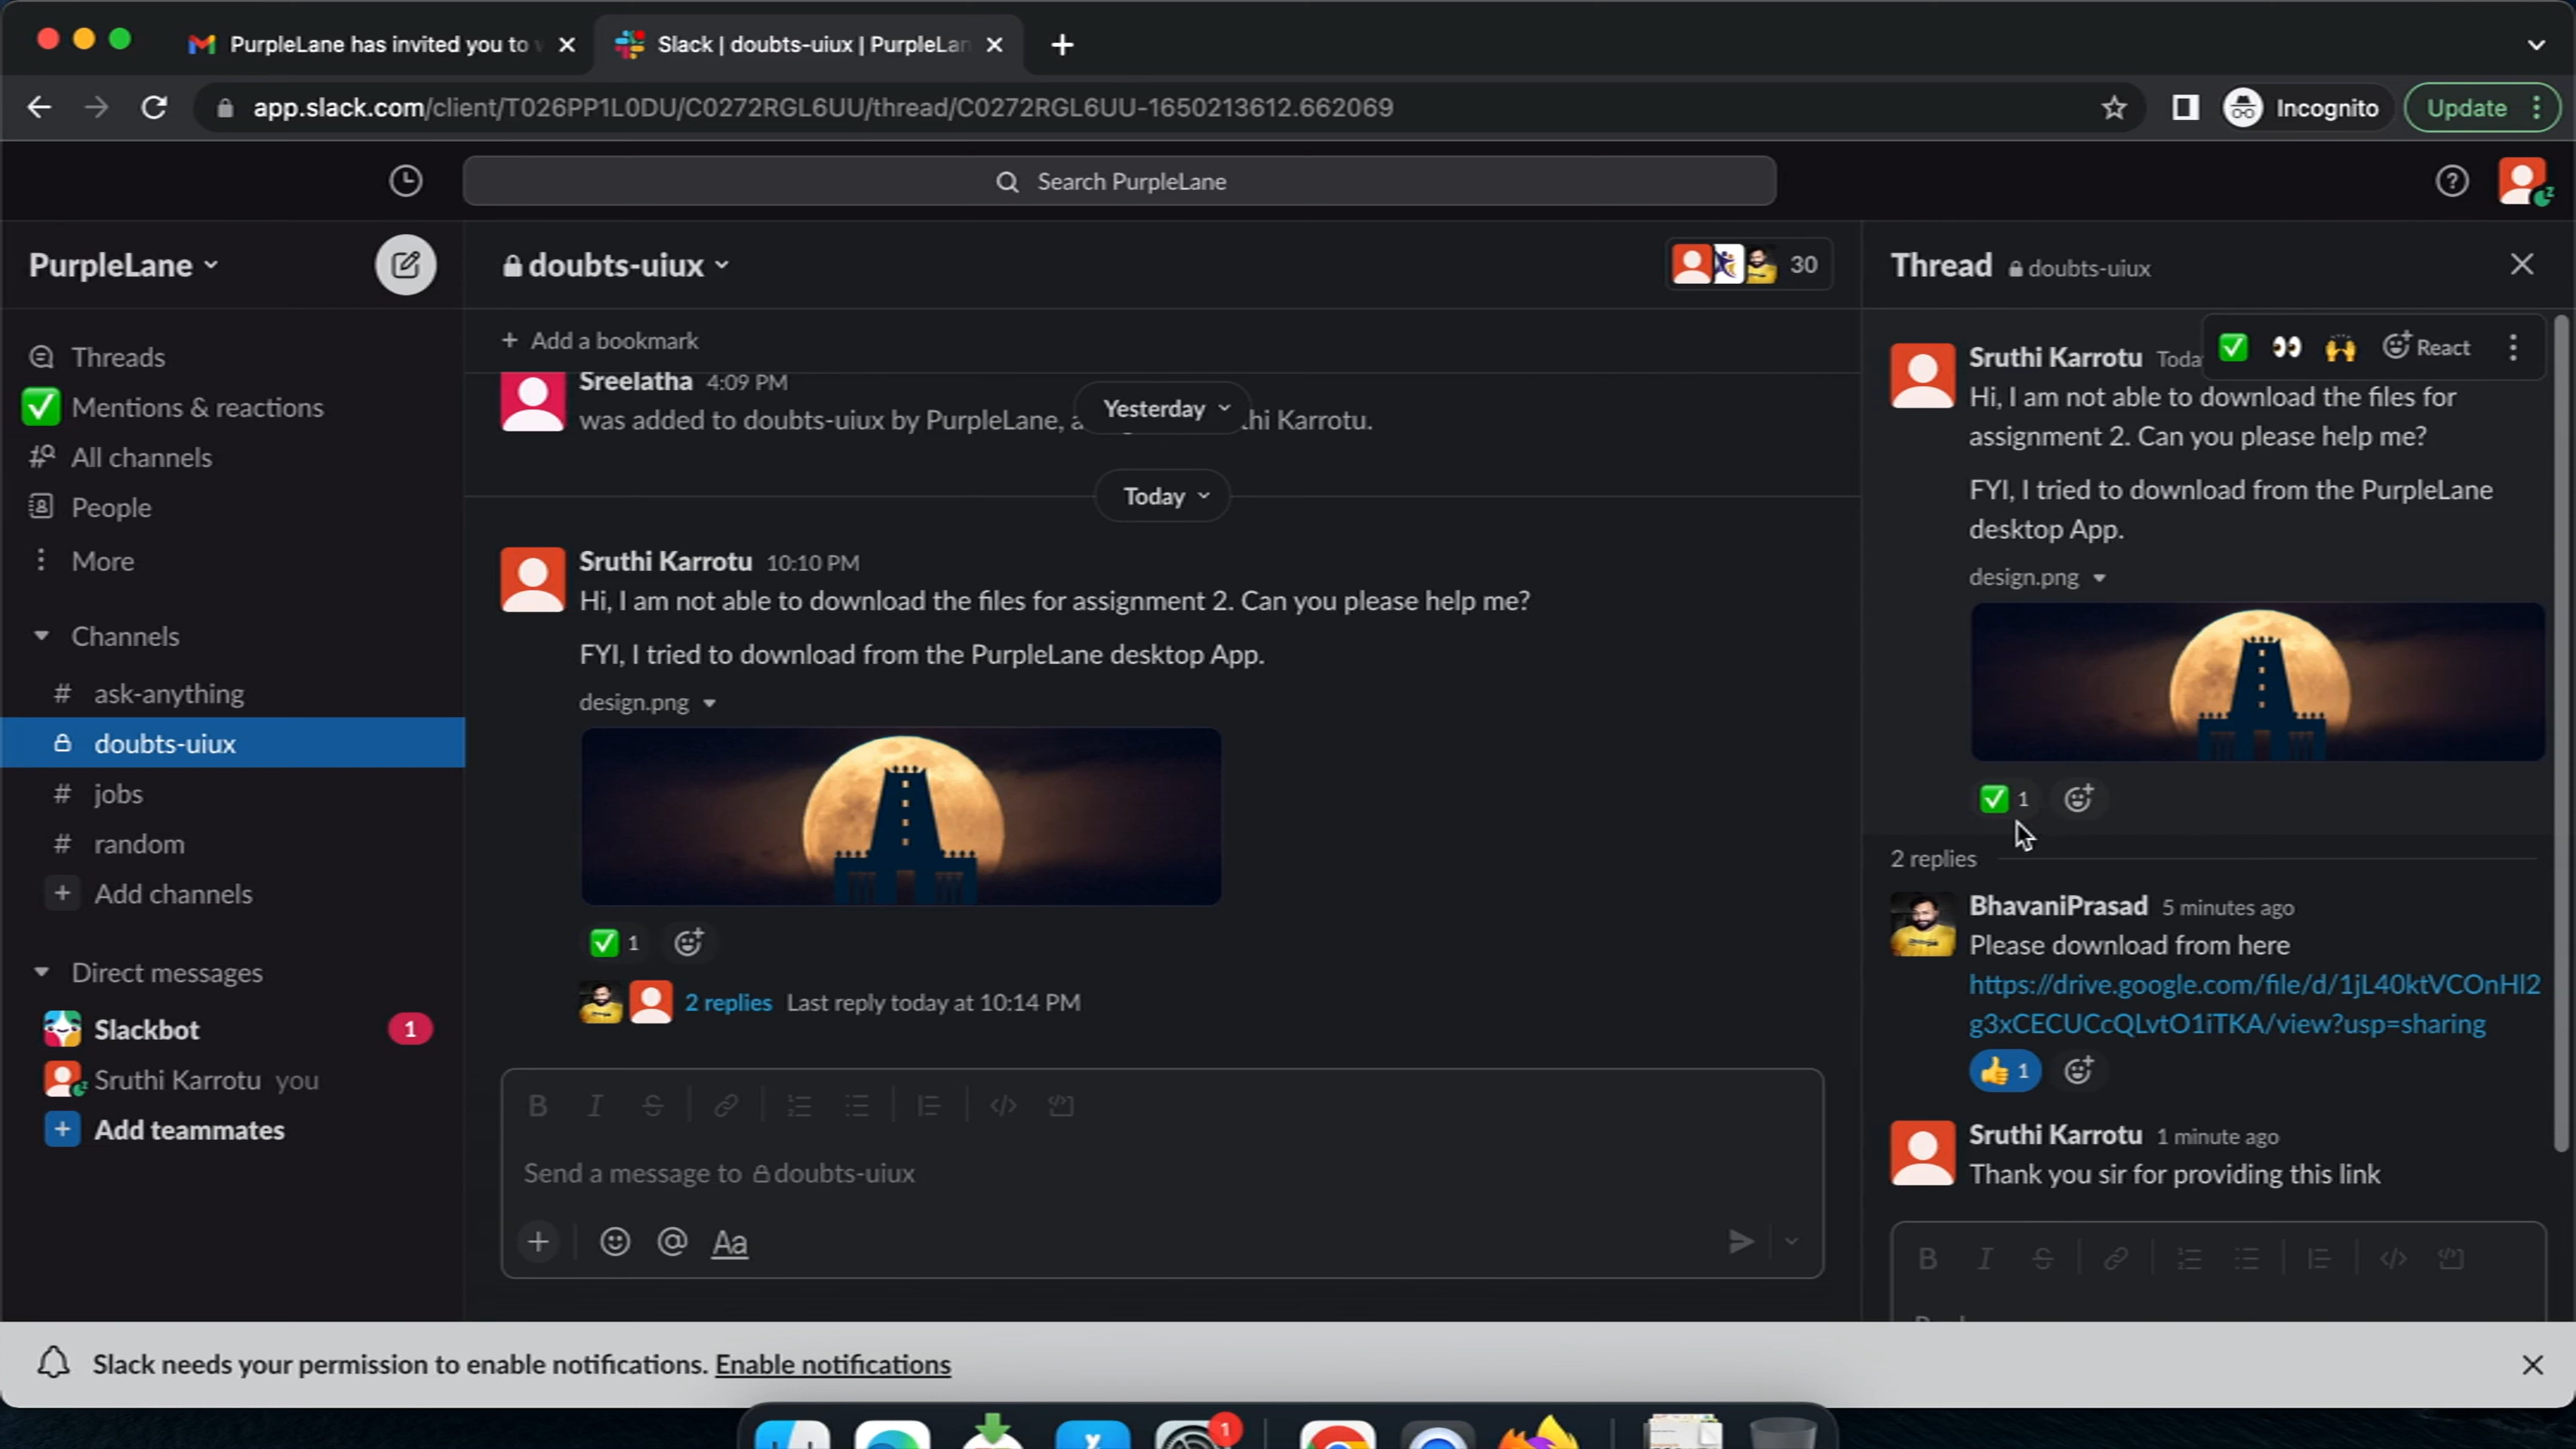 PurpleLane has invited you to
Slack | doubts-uiux | PurpleLan
app.slack.com/client/T026PP1L0DU/C0272RGL6UU/thread/C0272RGL6UU-1650213612.662069
Incognito
Update
Search PurpleLane
PurpleLane
Threads
Mentions & reactions
All channels
People
More
Channels
# ask-anything
doubts-uiux
# jobs
# random
+ Add channels
Direct messages
Slackbot 1
Sruthi Karrotu you
+ Add teammates
doubts-uiux
30
+ Add a bookmark
Sreelatha 4:09 PM
was added to doubts-uiux by PurpleLane, a
hi Karrotu.
Yesterday
Today
Sruthi Karrotu 10:10 PM
Hi, I am not able to download the files for assignment 2. Can you please help me?
FYI, I tried to download from the PurpleLane desktop App.
design.png
1
2 replies Last reply today at 10:14 PM
Send a message to doubts-uiux
Aa
Thread doubts-uiux
Sruthi Karrotu Toda
React
Hi, I am not able to download the files for
assignment 2. Can you please help me?
FYI, I tried to download from the PurpleLane
desktop App.
design.png
1
2 replies
BhavaniPrasad 5 minutes ago
Please download from here
https://drive.google.com/file/d/1jL40ktVCOnHl2
g3xCECUCcQLvtO1iTKA/view?usp=sharing
1
Sruthi Karrotu 1 minute ago
Thank you sir for providing this link
Slack needs your permission to enable notifications. Enable notifications
1